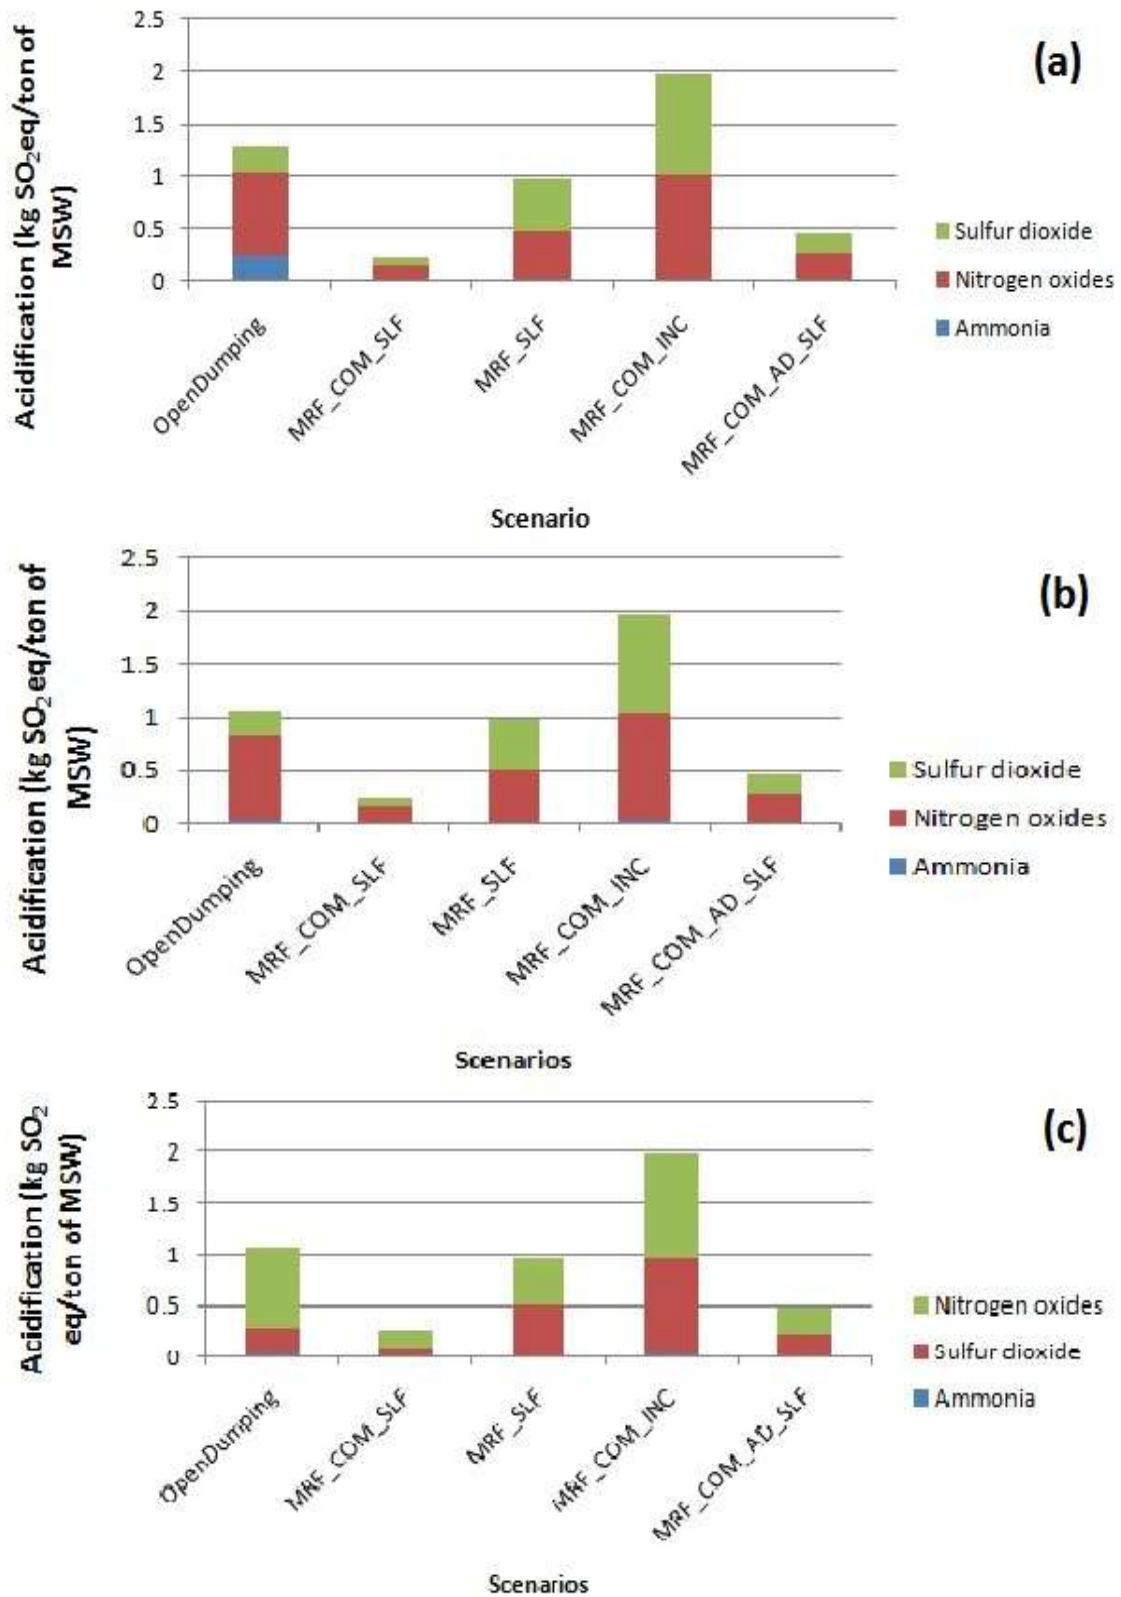 (a)
Acidification (kg SO₂eq/ton of
MSW)
2.5
2
1.5
1
0.5
0
OpenDumping
MRF_COM_SLF
MRF_SLF
MRF_COM_INC
MRF_COM_AD_SLF
Scenario
Sulfur dioxide
Nitrogen oxides
Ammonia
(b)
Acidification (kg SO₂ eq/ton of
MSW)
2.5
2
1.5
1
0.5
0
OpenDumping
MRF_COM_SLF
MRF_SLF
MRF_COM_INC
MRF_COM_AD_SLF
Scenarios
Sulfur dioxide
Nitrogen oxides
Ammonia
(c)
Acidification (kg SO₂
eq/ton of MSW)
2.5
2
1.5
1
0.5
0
OpenDumping
MRF_COM_SLF
MRF_SLF
MRF_COM_INC
MRF_COM_AD_SLF
Scenarios
Nitrogen oxides
Sulfur dioxide
Ammonia